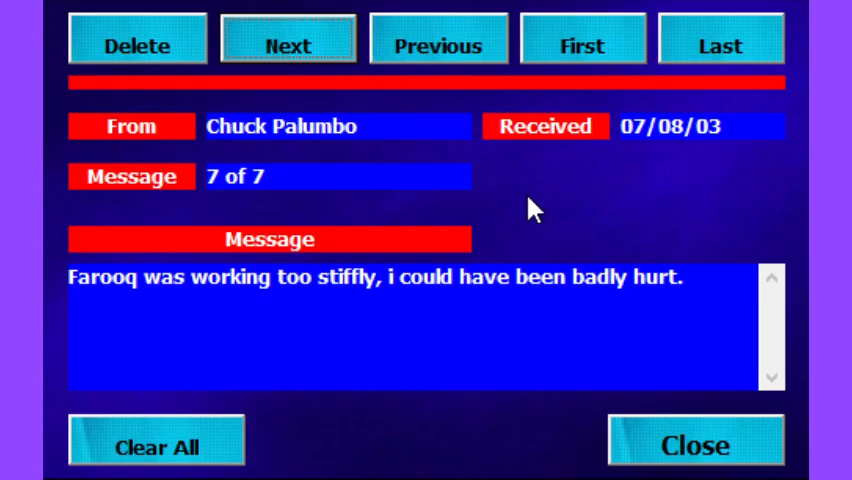 Delete Next Previous First Last
From Chuck Palumbo Received 07/08/03
Message 7 of 7
Message
Farooq was working too stiffly, i could have been badly hurt.
Clear All Close